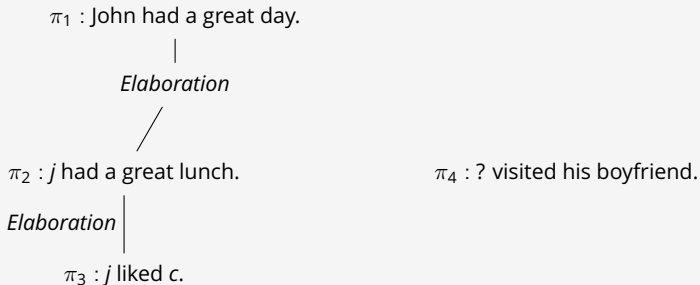 π1 : John had a great day.
Elaboration
π2 : j had a great lunch.
π4 : ? visited his boyfriend.
Elaboration
π3 : j liked c.